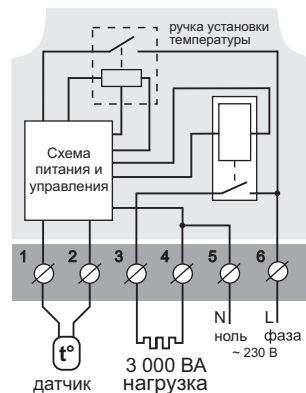 ручка установки
температуры
Схема
питания и
управления
1 2 3 4 5 6
N L
ноль фаза
~ 230 В
t°
датчик
3 000 ВА
нагрузка